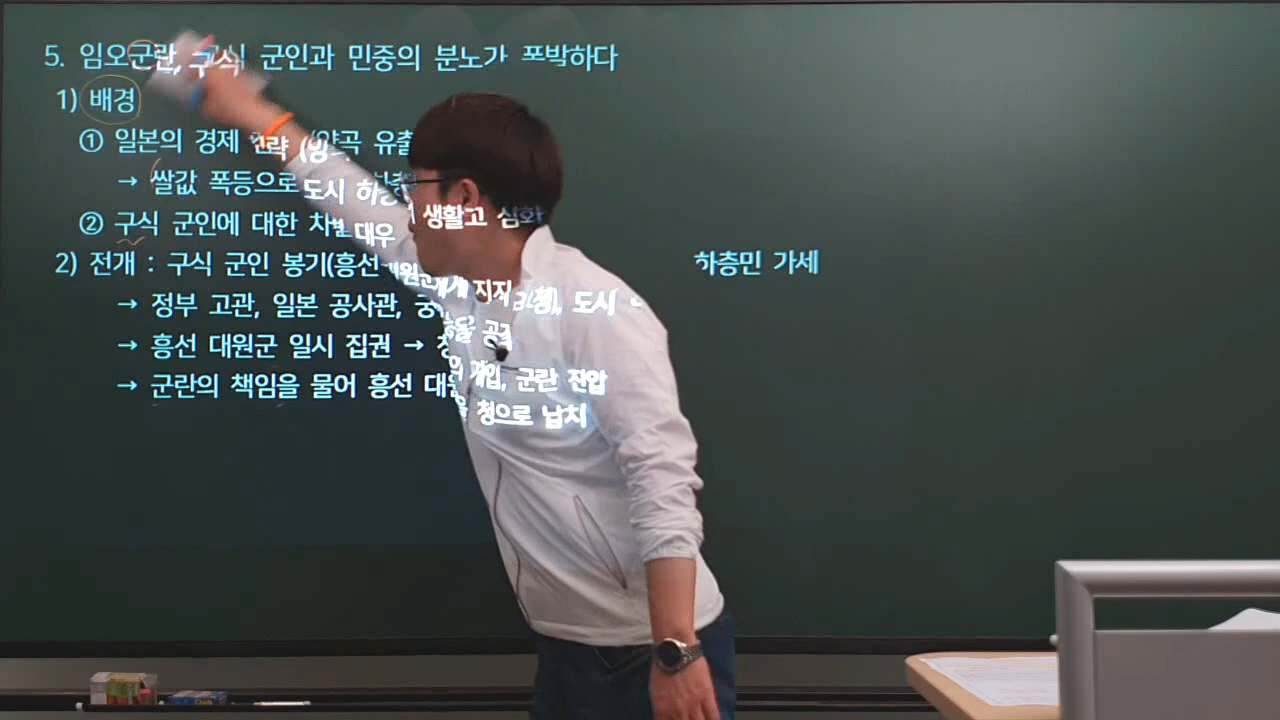 5. 임오군란, 구식 군인과 민중의 분노가 폭발하다
1) 배경
① 일본의 경제 침략 (양곡 유출
→ 쌀값 폭등으로 도시 하층 생활고 심화
② 구식 군인에 대한 차별 대우
2) 전개 : 구식 군인 봉기(흥선 대원군에게 지지 요청), 도시 하층민 가세
→ 정부 고관, 일본 공사관, 궁 등을 공격
→ 흥선 대원군 일시 집권 → 청의 개입, 군란 진압
→ 군란의 책임을 물어 흥선 대원 을 청으로 납치